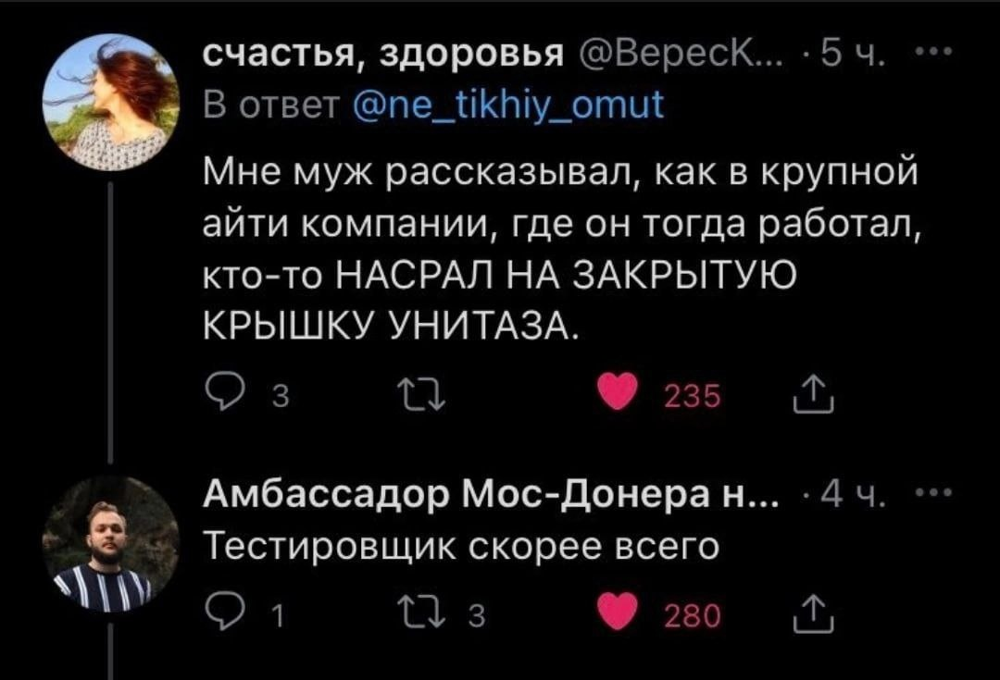 счастья, здоровья @ВересК... · 5 ч.
В ответ @ne_tikhiy_omut
Мне муж рассказывал, как в крупной
айти компании, где он тогда работал,
кто-то НАСРАЛ НА ЗАКРЫТУЮ
КРЫШКУ УНИТАЗА.
3 235
Амбассадор Мос-Донера н... · 4 ч.
Тестировщик скорее всего
1 3 280